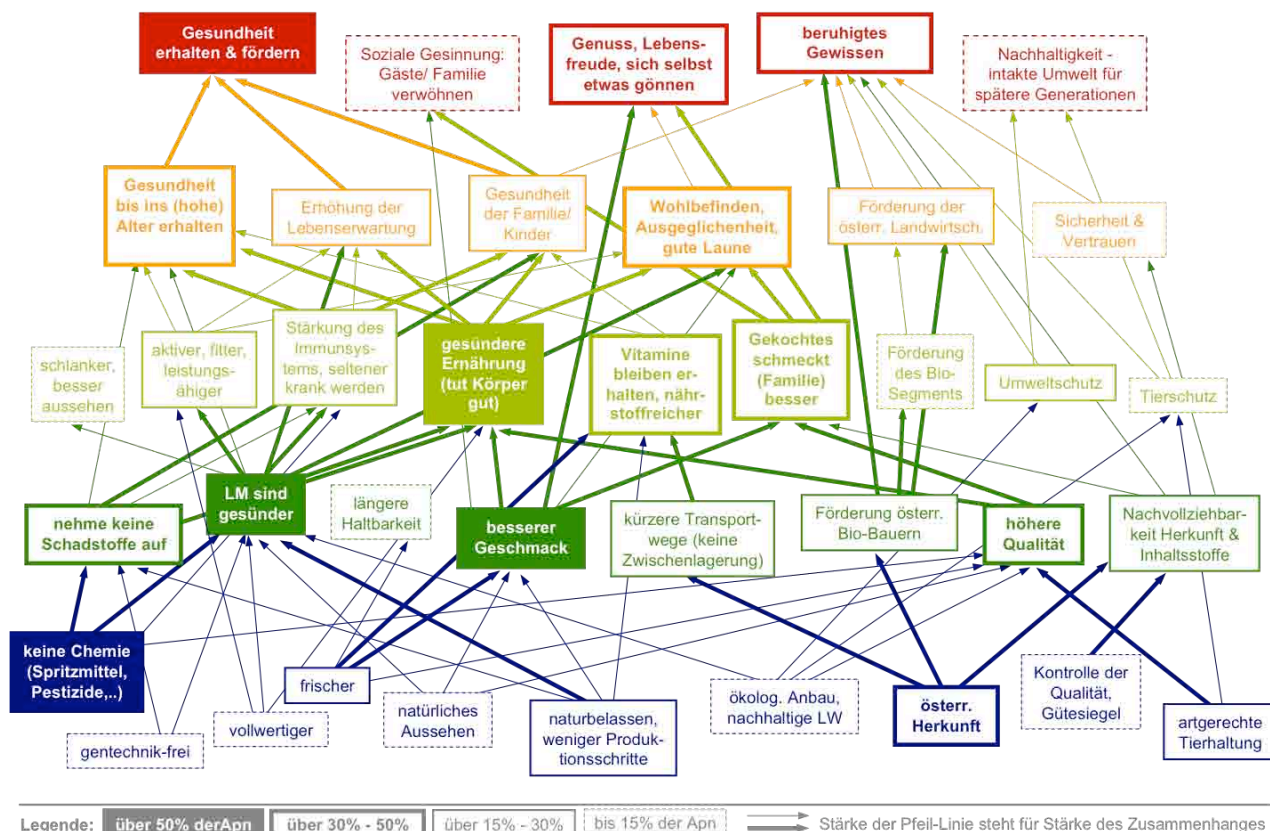 Gesundheit
erhalten & fördern
Soziale Gesinnung:
Gäste/ Familie
verwöhnen
Genuss, Lebens-
freude, sich selbst
etwas gönnen
beruhigtes
Gewissen
Nachhaltigkeit -
intakte Umwelt für
spätere Generationen
Gesundheit
bis ins (hohe)
Alter erhalten
Erhöhung der
Lebenserwartung
Gesundheit
der Familie/
Kinder
Wohlbefinden,
Ausgeglichenheit,
gute Laune
Förderung der
österr. Landwirtsch.
Sicherheit &
Vertrauen
schlanker,
besser
aussehen
aktiver, fitter,
leistungs-
ähiger
Stärkung des
Immunsys-
tems, seltener
krank werden
gesündere
Ernährung
(tut Körper
gut)
Vitamine
bleiben er-
halten, nähr-
stoffreicher
Gekochtes
schmeckt
(Familie)
besser
Förderung
des Bio-
Segments
Umweltschutz
Tierschutz
nehme keine
Schadstoffe auf
LM sind
gesünder
längere
Haltbarkeit
besserer
Geschmack
kürzere Transport-
wege (keine
Zwischenlagerung)
Förderung österr.
Bio-Bauern
höhere
Qualität
Nachvollziehbar-
keit Herkunft &
Inhaltsstoffe
keine Chemie
(Spritzmittel,
Pestizide,..)
gentechnik-frei
vollwertiger
frischer
natürliches
Aussehen
naturbelassen,
weniger Produk-
tionsschritte
ökolog. Anbau,
nachhaltige LW
österr.
Herkunft
Kontrolle der
Qualität,
Gütesiegel
artgerechte
Tierhaltung
Legende: über 50% derApn über 30% - 50% über 15% - 30% bis 15% der Apn Stärke der Pfeil-Linie steht für Stärke des Zusammenhanges